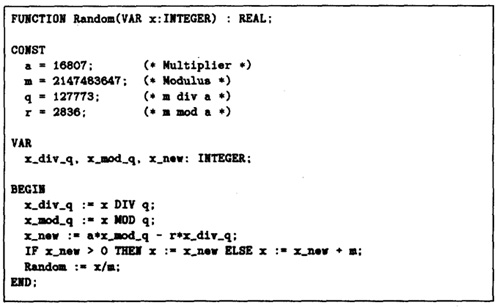 FUNCTION Random(VAR x:INTEGER) : REAL;
CONST
a = 16807; (* Multiplier *)
m = 2147483647; (* Modulus *)
q = 127773; (* m div a *)
r = 2836; (* m mod a *)
VAR
x_div_q, x_mod_q, x_new: INTEGER;
BEGIN
x_div_q := x DIV q;
x_mod_q := x MOD q;
x_new := a*x_mod_q - r*x_div_q;
IF x_new > 0 THEN x := x_new ELSE x := x_new + m;
Random := x/m;
END;